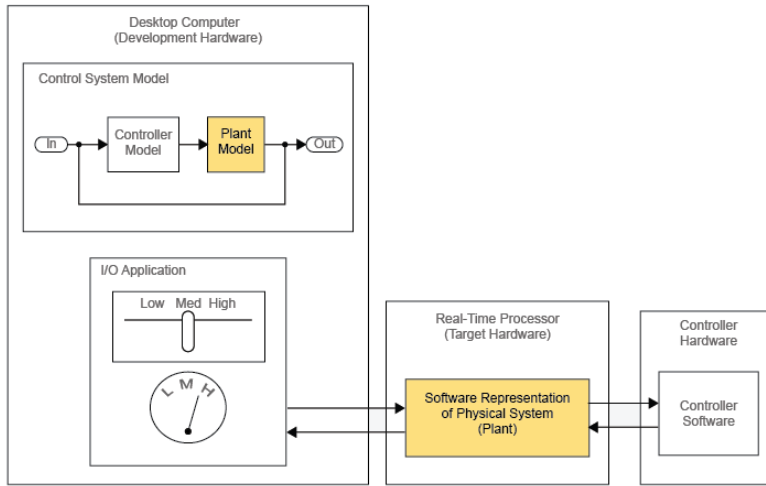 Desktop Computer
(Development Hardware)
Control System Model
In
Controller
Model
Plant
Model
Out
I/O Application
Low Med High
L M H
Real-Time Processor
(Target Hardware)
Software Representation
of Physical System
(Plant)
Controller
Hardware
Controller
Software